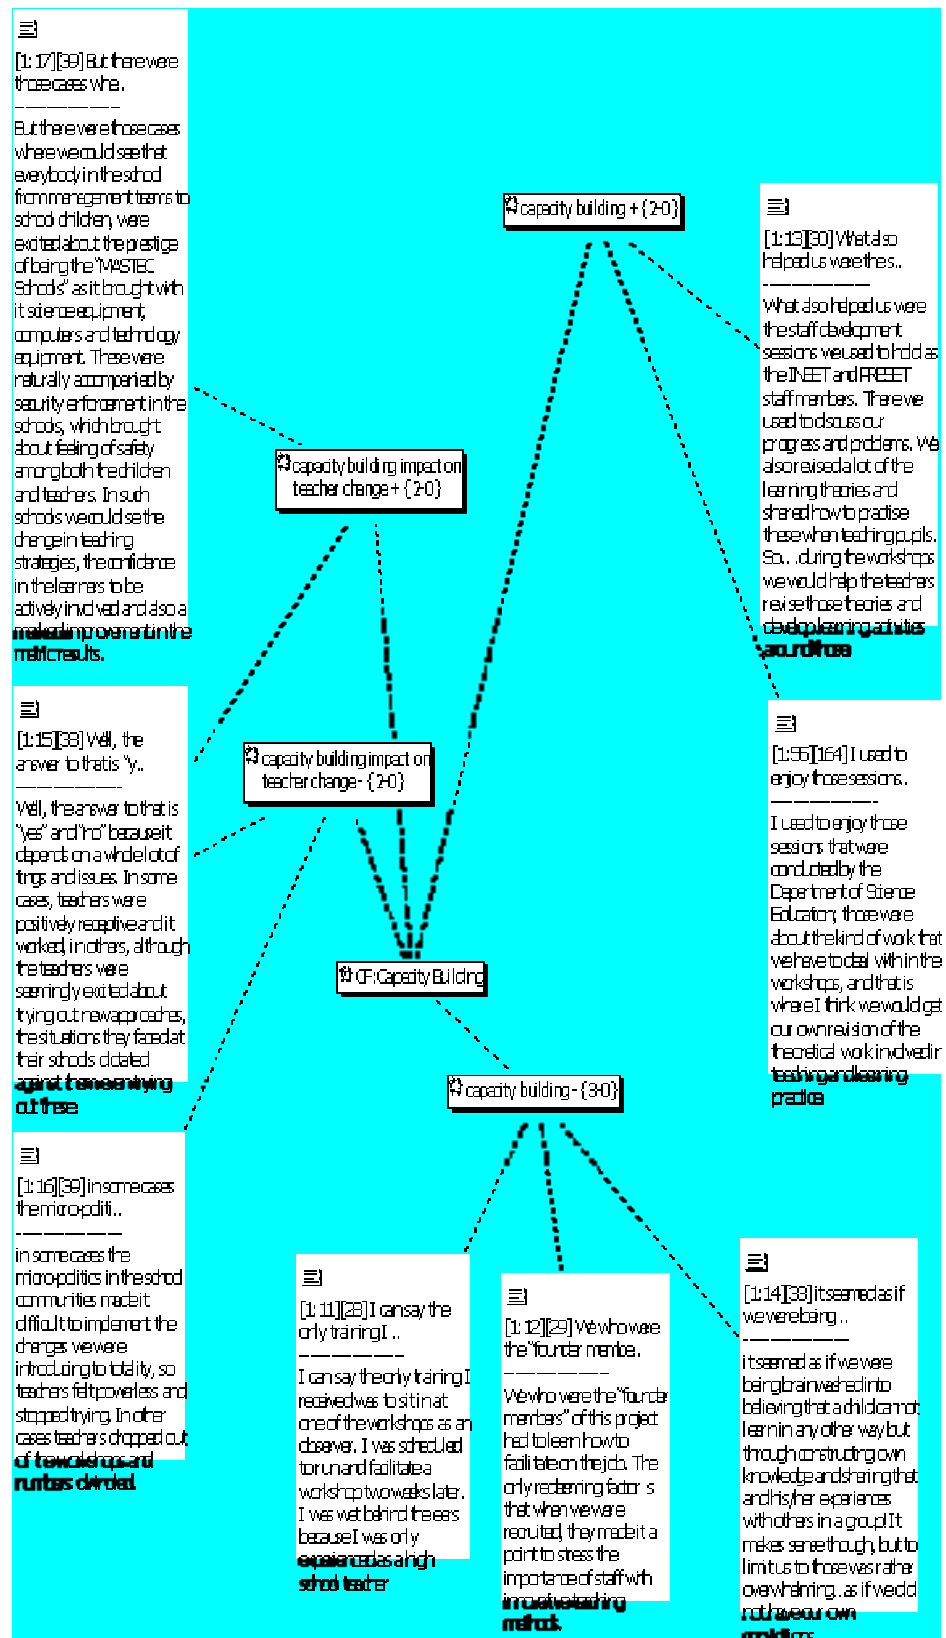 [1:17][39] But there were
those cases whe..
--------------------
But there were those cases
where we could see that
everybody in the school
from management teams to
school children, were
excited about the prestige
of being the "MASTEC
Schools" as it brought with
it science equipment,
computers and technology
equipment. These were
naturally accompanied by
security enforcement in the
schools, which brought
about feeling of safety
among both the children
and teachers. In such
schools we could se the
change in teaching
strategies, the confidence
in the learners to be
actively involved and also a
marked improvement in the
metric results.
capacity building + {2-0}
[1:13][30] What also
helped us were the s..
--------------------
What also helped us were
the staff development
sessions we used to hold as
the INSET and PRESET
staff members. There we
used to discuss our
progress and problems. We
also revised a lot of the
learning theories and
shared how to practise
these when teaching pupils.
So...during the workshops
we would help the teachers
revise those theories and
develop learning activities
around those
capacity building impact on
teacher change + {2-0}
[1:15][38] Well, the
answer to that is "y..
--------------------
Well, the answer to that is
"yes" and "no" because it
depends on a whole lot of
tings and issues. In some
cases, teachers were
positively receptive and it
worked, in others, although
the teachers were
seemingly excited about
trying out new approaches,
the situations they faced at
their schools dictated
against them even trying
out these
capacity building impact on
teacher change - {2-0}
[1:55][164] I used to
enjoy those sessions..
--------------------
I used to enjoy those
sessions that were
conducted by the
Department of Science
Education; those were
about the kind of work that
we have to deal with in the
workshops, and that is
where I think we would get
our own revision of the
theoretical work involved in
teaching and learning
practice
CF:Capacity Building
capacity building - {3-0}
[1:16][39] in some cases
the micro-politi..
--------------------
in some cases the
micro-politics in the school
communities made it
difficult to implement the
changes we were
introducing to totality, so
teachers felt powerless and
stopped trying. In other
cases teachers dropped out
of the workshops and
numbers dwindled.
[1:11][28] I can say the
only training I ..
--------------------
I can say the only training I
received was to sit in at
one of the workshops as an
observer. I was scheduled
to run and facilitate a
workshop two weeks later.
I was wet behind the ears
because I was only
experienced as a high
school teacher
[1:12][29] We who were
the "founder membe..
--------------------
We who were the "founder
members" of this project
had to learn how to
facilitate on the job. The
only redeeming factor is
that when we were
recruited, they made it a
point to stress the
importance of staff with
innovative teaching
methods.
[1:14][33] it seemed as if
we were being ..
--------------------
it seemed as if we were
being brainwashed into
believing that a child cannot
learn in any other way but
through constructing own
knowledge and sharing that
and his/her experiences
with others in a group! It
makes sense though, but to
limit us to those was rather
overwhelming...as if we did
not have our own